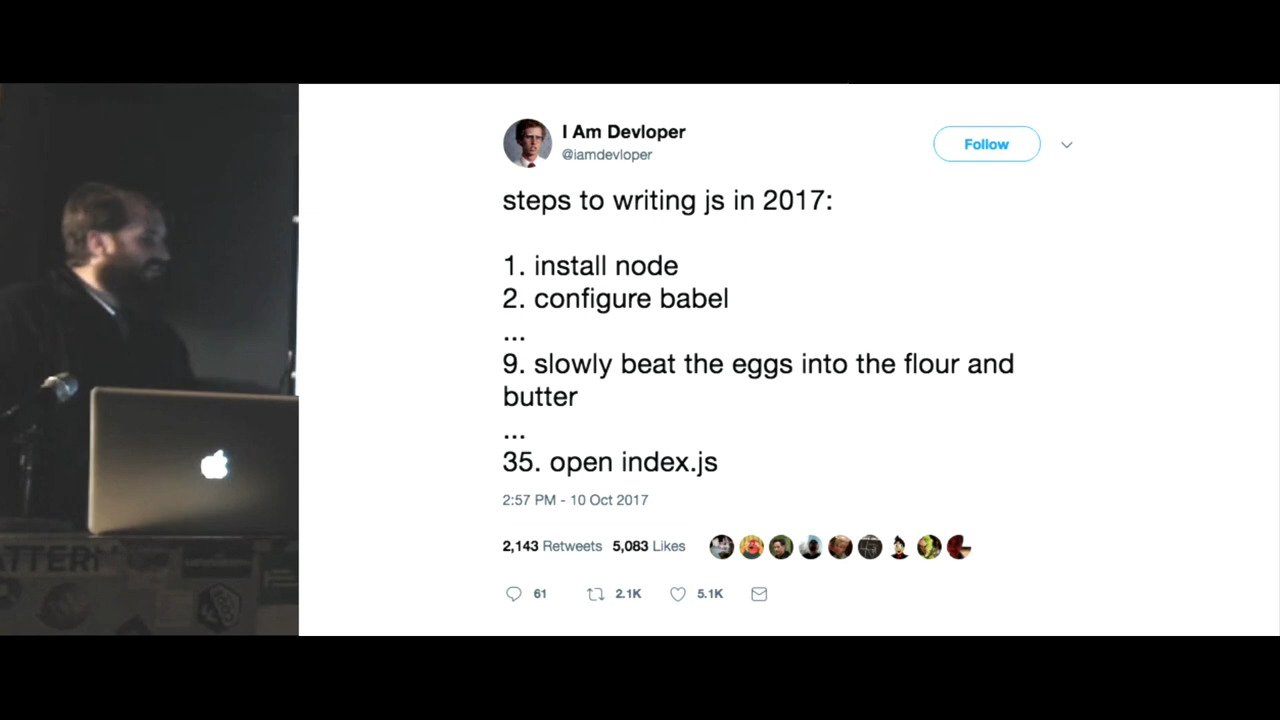 I Am Devloper
@iamdevloper
Follow
steps to writing js in 2017:
1. install node
2. configure babel
...
9. slowly beat the eggs into the flour and
butter
...
35. open index.js
2:57 PM - 10 Oct 2017
2,143 Retweets 5,083 Likes
61 2.1K 5.1K